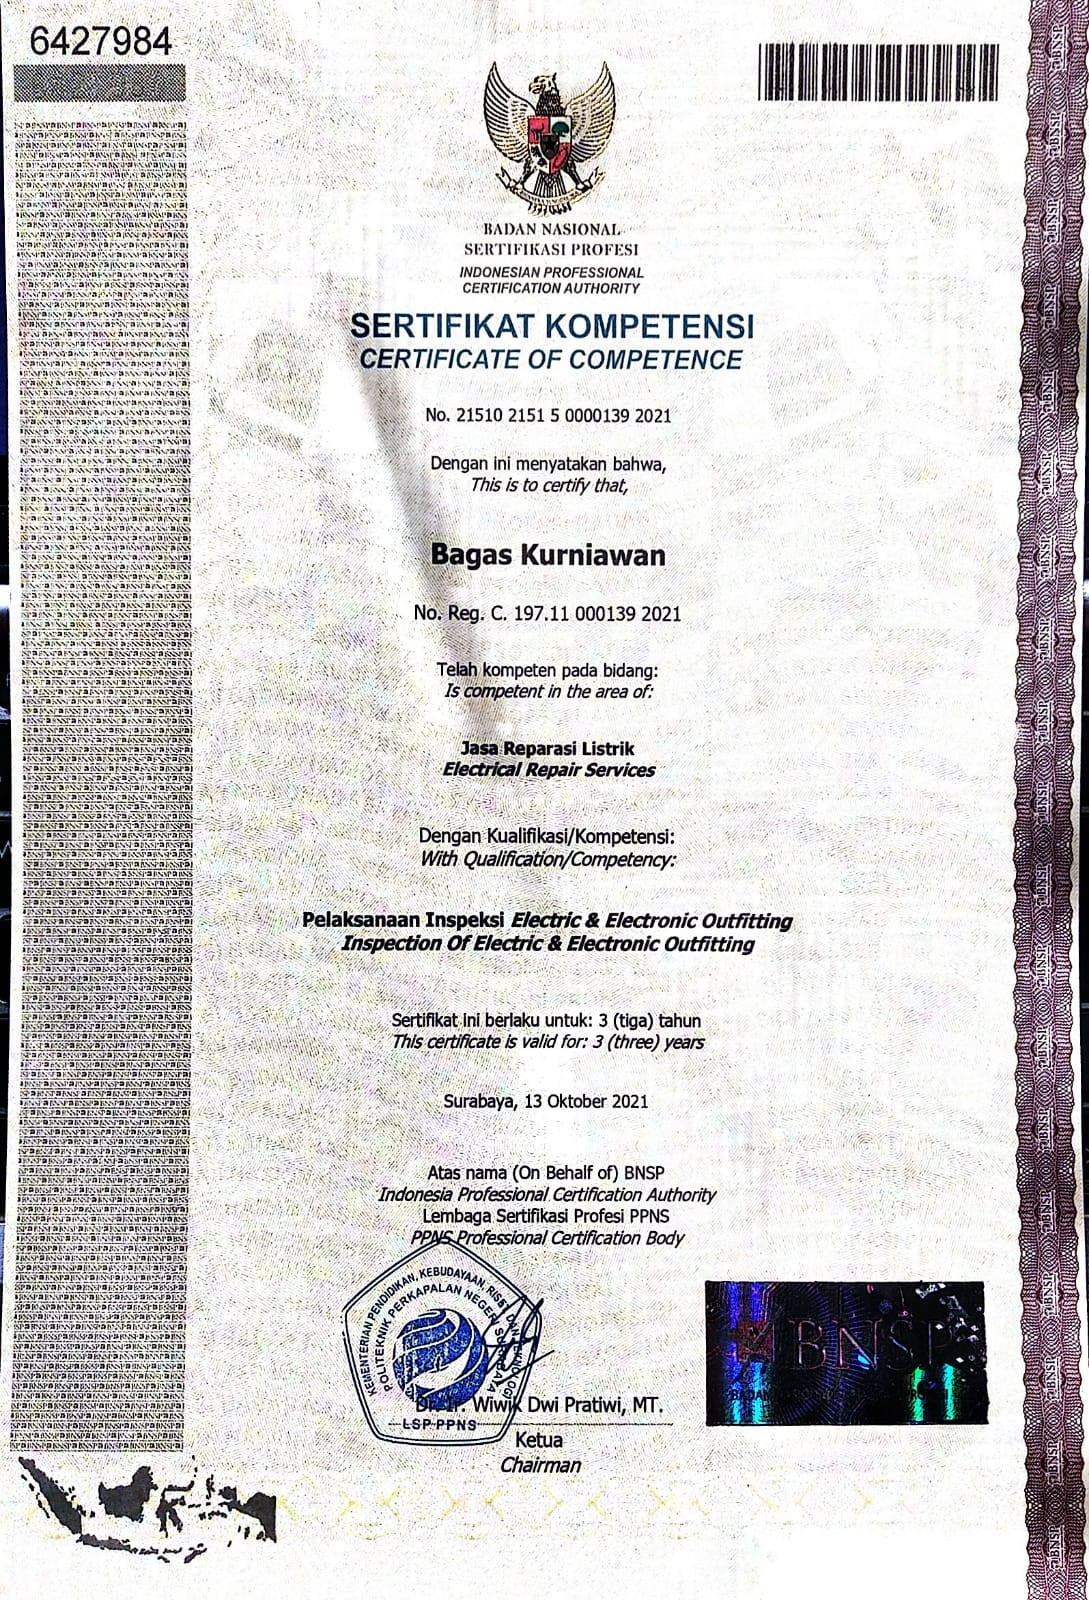 6427984
BADAN NASIONAL
SERTIFIKASI PROFESI
INDONESIAN PROFESSIONAL
CERTIFICATION AUTHORITY
SERTIFIKAT KOMPETENSI
CERTIFICATE OF COMPETENCE
No. 21510 2151 5 0000139 2021
Dengan ini menyatakan bahwa,
This is to certify that,
Bagas Kurniawan
No. Reg. C. 197.11 000139 2021
Telah kompeten pada bidang:
Is competent in the area of:
Jasa Reparasi Listrik
Electrical Repair Services
Dengan Kualifikasi/Kompetensi:
With Qualification/Competency:
Pelaksanaan Inspeksi Electric & Electronic Outfitting
Inspection Of Electric & Electronic Outfitting
Sertifikat ini berlaku untuk: 3 (tiga) tahun
This certificate is valid for: 3 (three) years
Surabaya, 13 Oktober 2021
Atas nama (On Behalf of) BNSP
Indonesia Professional Certification Authority
Lembaga Sertifikasi Profesi PPNS
PPNS Professional Certification Body
KEMENTERIAN PENDIDIKAN, KEBUDAYAAN, RISET, DAN TEKNOLOGI
POLITEKNIK PERKAPALAN NEGERI SURABAYA
LSP PPNS
Dr. Ir. Wiwik Dwi Pratiwi, MT.
Ketua
Chairman
BNSP